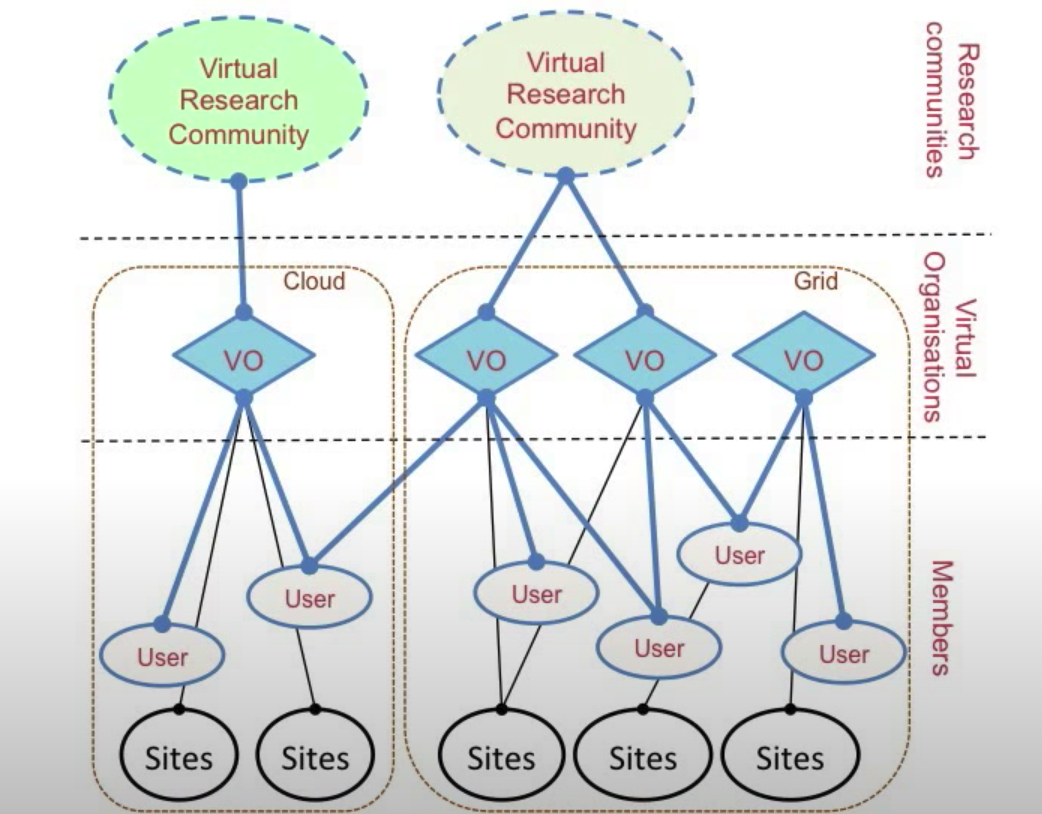 Virtual
Research
Community
Virtual
Research
Community
Research
communities
Cloud
Grid
Virtual
Organisations
VO
VO
VO
VO
User
User
User
User
User
User
Members
Sites
Sites
Sites
Sites
Sites